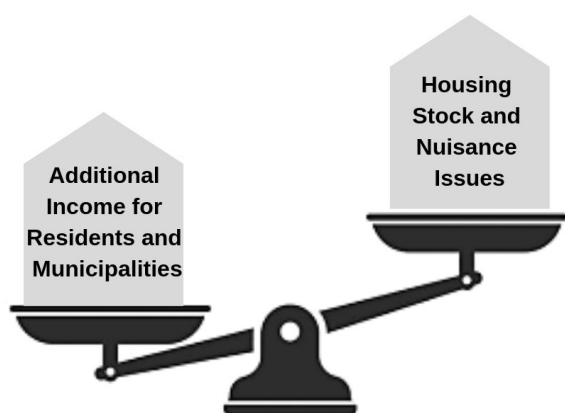 Additional
Income for
Residents and
Municipalities
Housing
Stock and
Nuisance
Issues